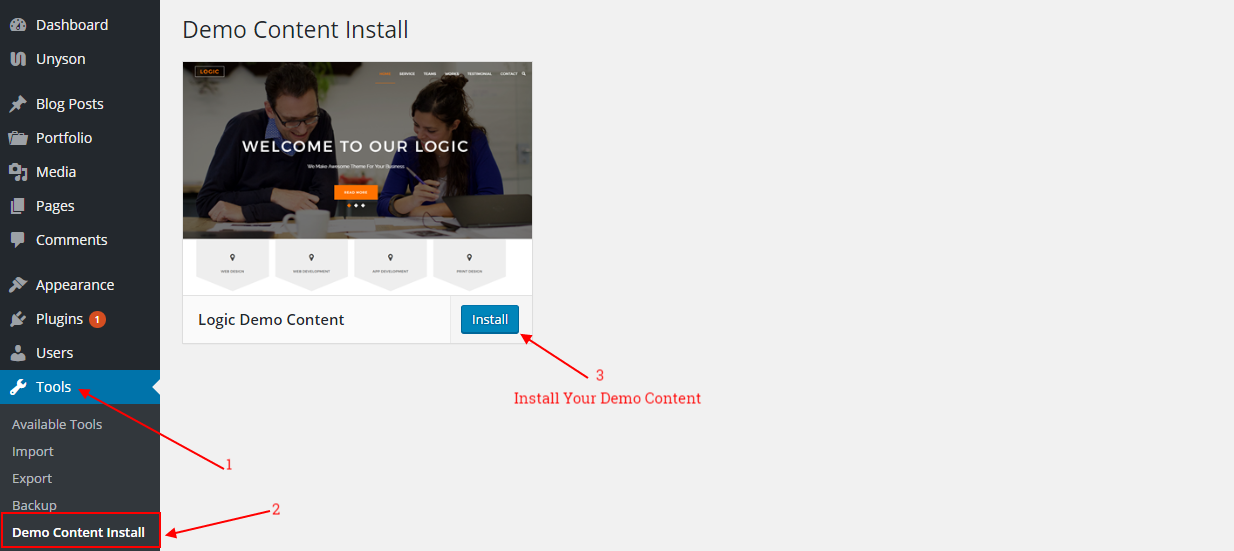 Dashboard
Unyson
Blog Posts
Portfolio
Media
Pages
Comments
Appearance
Plugins 1
Users
Tools
Available Tools
Import
Export
Backup
Demo Content Install
1
2
Demo Content Install
LOGIC
HOME SERVICE TEAMS WORKS TESTIMONIAL CONTACT
WELCOME TO OUR LOGIC
We Make Awesome Theme For Your Business
READ MORE
WEB DESIGN WEB DEVELOPMENT APP DEVELOPMENT PRINT DESIGN
Logic Demo Content Install
3
Install Your Demo Content